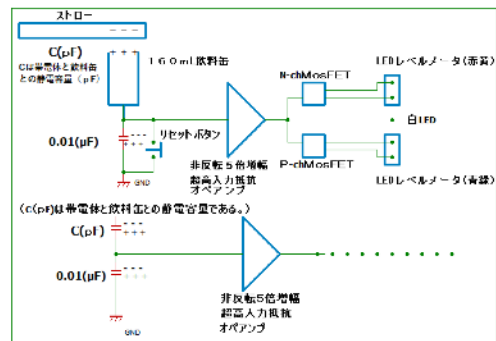 ストロー
- - -
C(pF)
Cは帯電体と飲料缶
との静電容量（pF）
+ + +
160ml飲料缶
N-chMosFET
LEDレベルメータ(赤黄)
0.01(μF)
- - -
+ + +
リセットボタン
白LED
非反転5倍増幅
超高入力抵抗
オペアンプ
P-chMosFET
LEDレベルメータ(青緑)
GND
(C(pF)は帯電体と飲料缶との静電容量である。)
C(pF)
- - -
+ + +
0.01(μF)
- - -
+ + +
非反転5倍増幅
超高入力抵抗
オペアンプ
GND